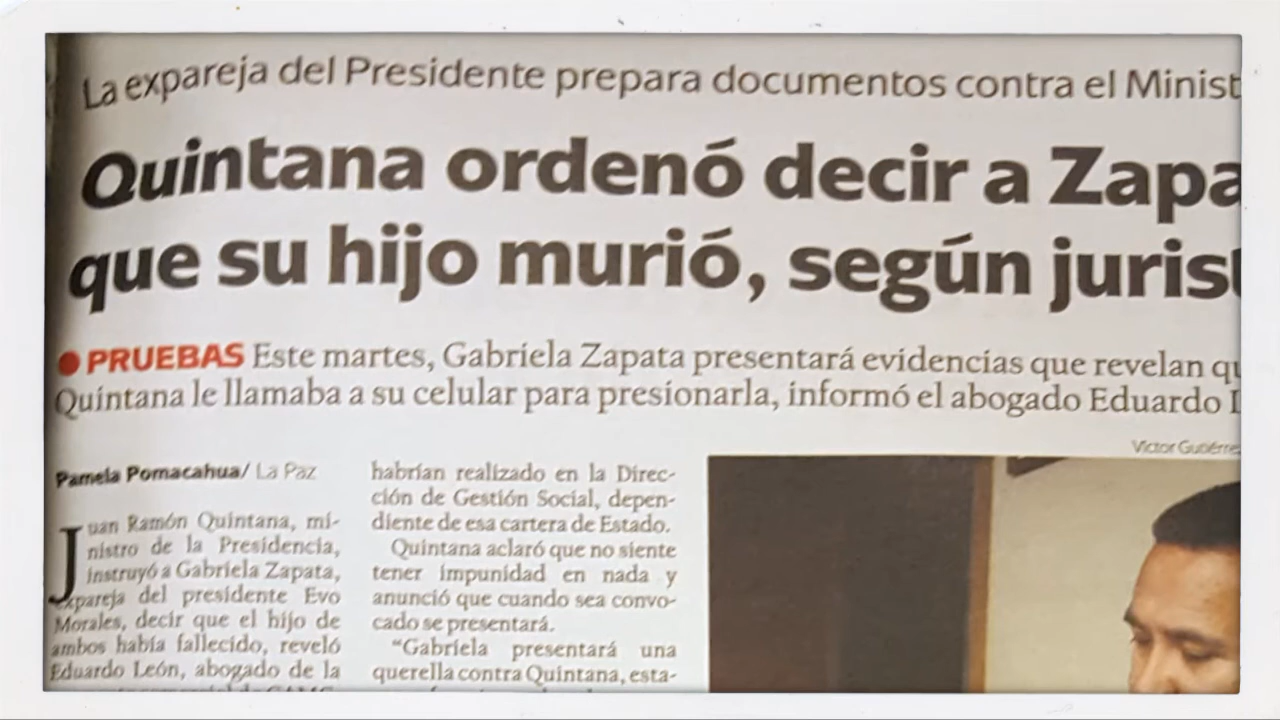 La expareja del Presidente prepara documentos contra el Minist
Quintana ordenó decir a Zapa
que su hijo murió, según juris
● PRUEBAS Este martes, Gabriela Zapata presentará evidencias que revelan qu
Quintana le llamaba a su celular para presionarla, informó el abogado Eduardo L
Víctor Gutiérre
Pamela Pomacahua/ La Paz
Juan Ramón Quintana, mi-
nistro de la Presidencia,
instruyó a Gabriela Zapata,
expareja del presidente Evo
Morales, decir que el hijo de
ambos había fallecido, reveló
Eduardo León, abogado de la
habrían realizado en la Direc-
ción de Gestión Social, depen-
diente de esa cartera de Estado.
Quintana aclaró que no siente
tener impunidad en nada y
anunció que cuando sea convo-
cado se presentará.
"Gabriela presentará una
querella contra Quintana, esta-